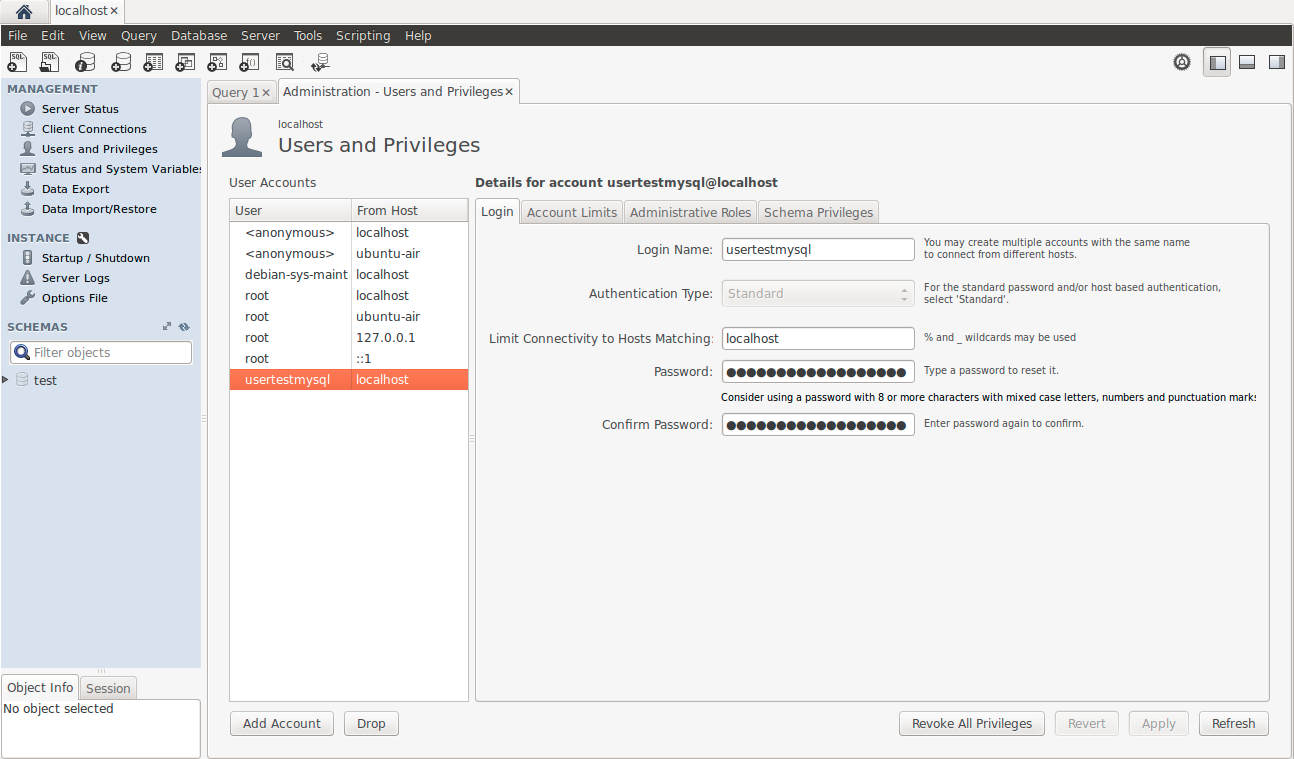 localhost
File Edit View Query Database Server Tools Scripting Help
MANAGEMENT
Server Status
Client Connections
Users and Privileges
Status and System Variables
Data Export
Data Import/Restore
INSTANCE
Startup / Shutdown
Server Logs
Options File
SCHEMAS
Filter objects
test
Object Info Session
No object selected
Query 1 Administration - Users and Privileges
localhost
Users and Privileges
User Accounts
User From Host
<anonymous> localhost
<anonymous> ubuntu-air
debian-sys-maint localhost
root localhost
root ubuntu-air
root 127.0.0.1
root ::1
usertestmysql localhost
Add Account Drop
Details for account usertestmysql@localhost
Login Account Limits Administrative Roles Schema Privileges
Login Name: usertestmysql
You may create multiple accounts with the same name
to connect from different hosts.
Authentication Type: Standard
For the standard password and/or host based authentication,
select 'Standard'.
Limit Connectivity to Hosts Matching: localhost % and _ wildcards may be used
Password: ●●●●●●●●●●●●●●●●●● Type a password to reset it.
Consider using a password with 8 or more characters with mixed case letters, numbers and punctuation marks
Confirm Password: ●●●●●●●●●●●●●●●●●● Enter password again to confirm.
Revoke All Privileges Revert Apply Refresh